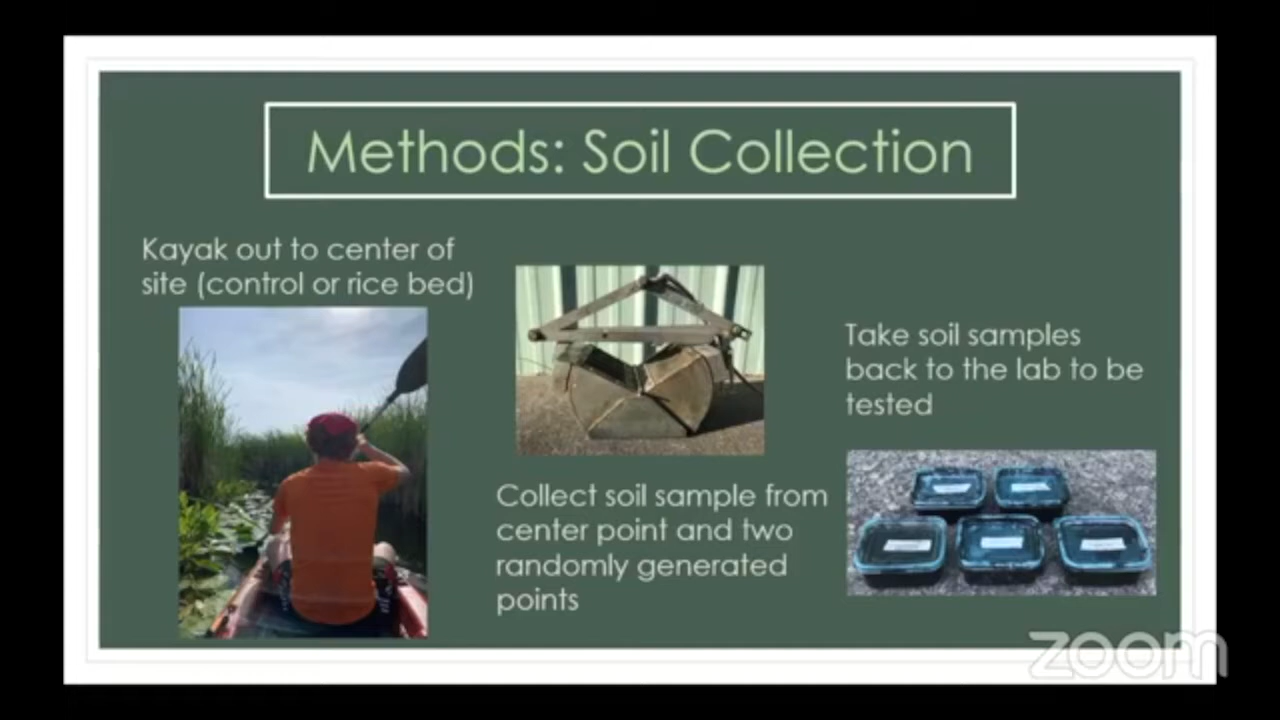 Methods: Soil Collection
Kayak out to center of
site (control or rice bed)
Collect soil sample from
center point and two
randomly generated
points
Take soil samples
back to the lab to be
tested
zoom